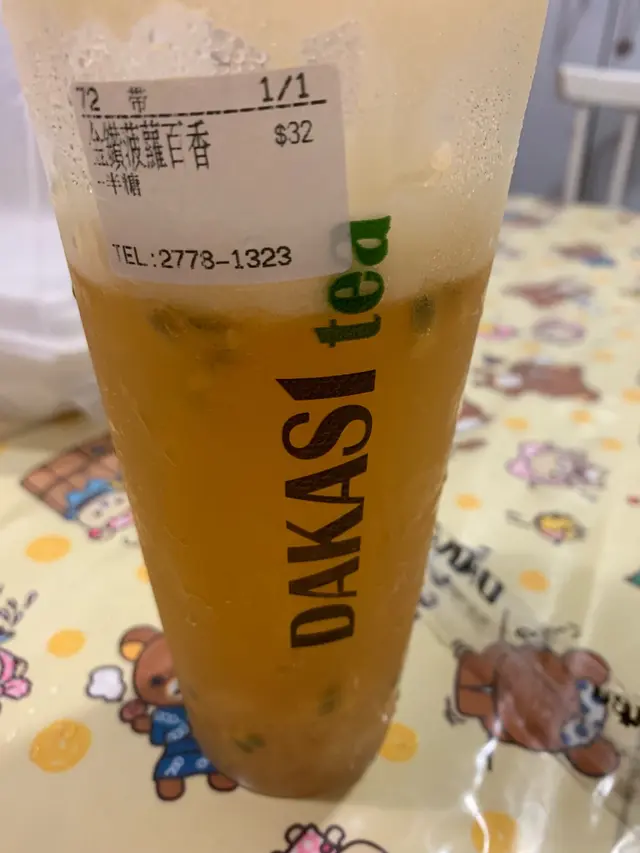 72 帶 1/1
金鑽菠蘿百香 $32
--半糖
TEL:2778-1323
DAKASI tea